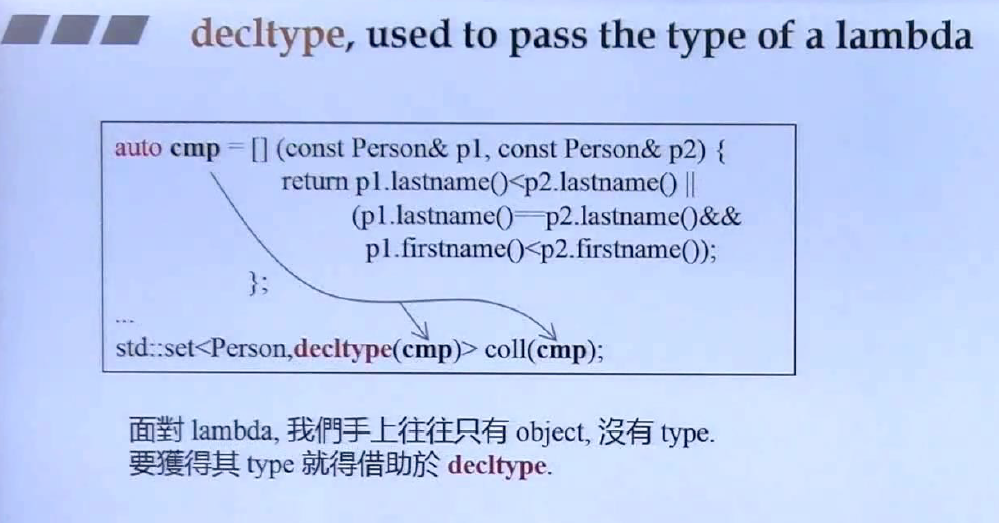 decltype, used to pass the type of a lambda
auto cmp = [] (const Person& p1, const Person& p2) {
return p1.lastname()<p2.lastname() ||
(p1.lastname()==p2.lastname()&&
p1.firstname()<p2.firstname());
};
...
std::set<Person,decltype(cmp)> coll(cmp);
面對 lambda, 我們手上往往只有 object, 沒有 type.
要獲得其 type 就得借助於 decltype.